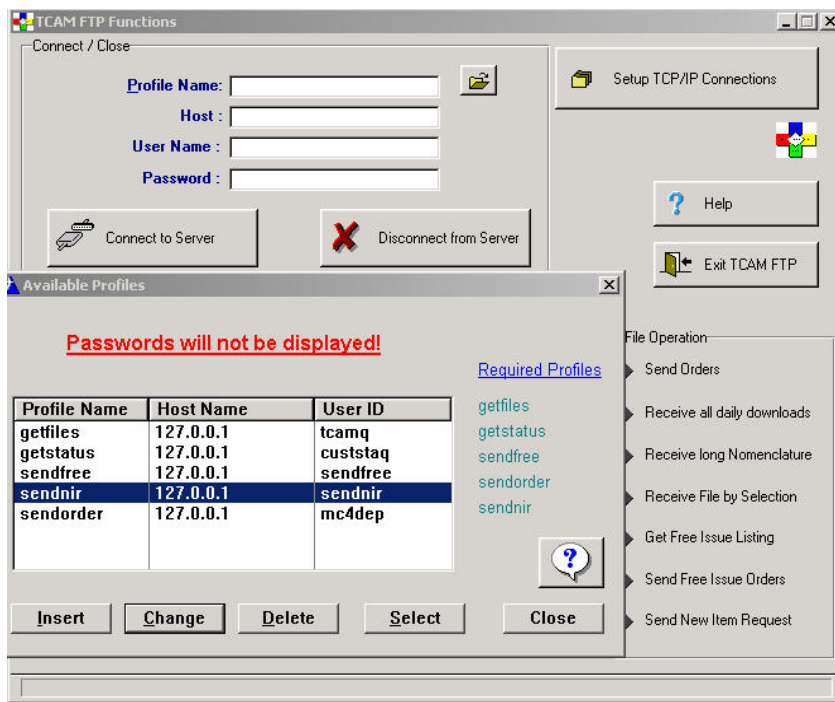 TCAM FTP Functions
Connect / Close
Profile Name:
Host :
User Name :
Password :
Connect to Server
Disconnect from Server
Setup TCP/IP Connections
Help
Exit TCAM FTP
Available Profiles
Passwords will not be displayed!
Profile Name Host Name User ID
getfiles 127.0.0.1 tcamq
getstatus 127.0.0.1 custstaq
sendfree 127.0.0.1 sendfree
sendnir 127.0.0.1 sendnir
sendorder 127.0.0.1 mc4dep
Required Profiles
getfiles
getstatus
sendfree
sendorder
sendnir
?
Insert Change Delete Select Close
File Operation
Send Orders
Receive all daily downloads
Receive long Nomenclature
Receive File by Selection
Get Free Issue Listing
Send Free Issue Orders
Send New Item Request